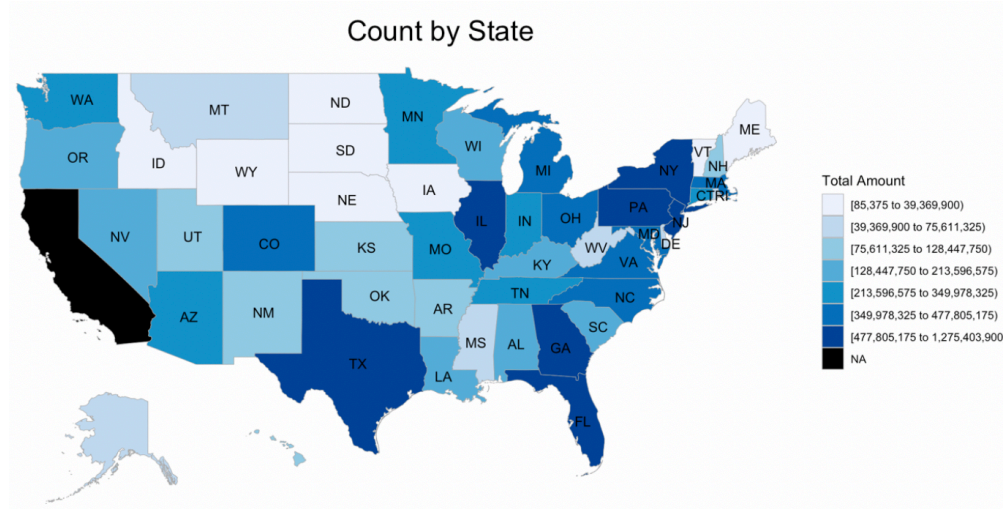 Count by State
WA
MT
ND
MN
ME
OR
ID
WY
SD
WI
MI
VT
NH
NY
MA
CTRI
NE
IA
PA
NJ
NV
UT
CO
KS
MO
IL
IN
OH
WV
MD
DE
VA
KY
AZ
NM
OK
AR
TN
NC
SC
TX
LA
MS
AL
GA
FL
Total Amount
[85,375 to 39,369,900)
[39,369,900 to 75,611,325)
[75,611,325 to 128,447,750)
[128,447,750 to 213,596,575)
[213,596,575 to 349,978,325)
[349,978,325 to 477,805,175)
[477,805,175 to 1,275,403,900
NA